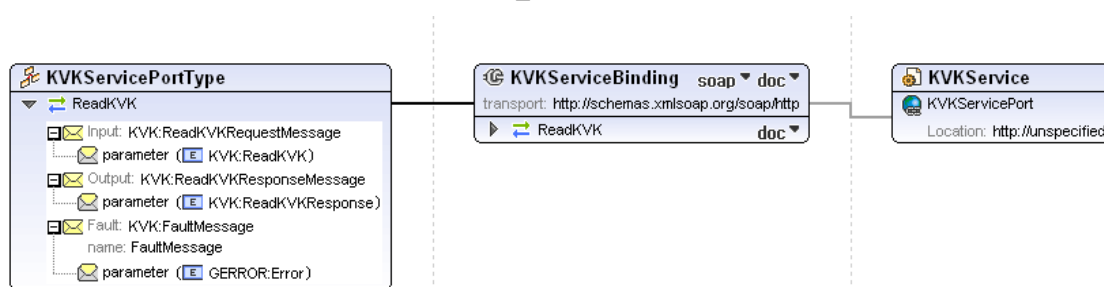 KVKServicePortType
ReadKVK
Input: KVK:ReadKVKRequestMessage
parameter (E KVK:ReadKVK)
Output: KVK:ReadKVKResponseMessage
parameter (E KVK:ReadKVKResponse)
Fault: KVK:FaultMessage
name: FaultMessage
parameter (E GERROR:Error)
KVKServiceBinding soap doc
transport: http://schemas.xmlsoap.org/soap/http
ReadKVK doc
KVKService
KVKServicePort
Location: http://unspecified